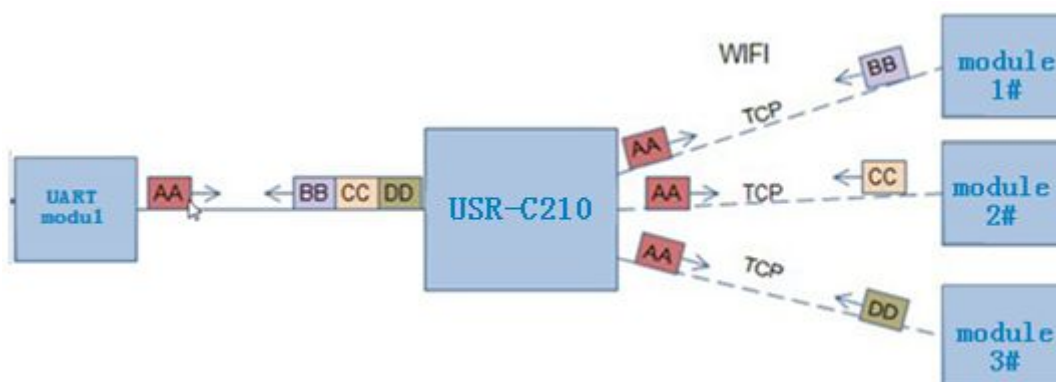 WIFI
BB
module
1#
TCP
AA
UART
modul
AA
BB CC DD
USR-C210
AA
TCP
CC
module
2#
AA
TCP
DD
module
3#